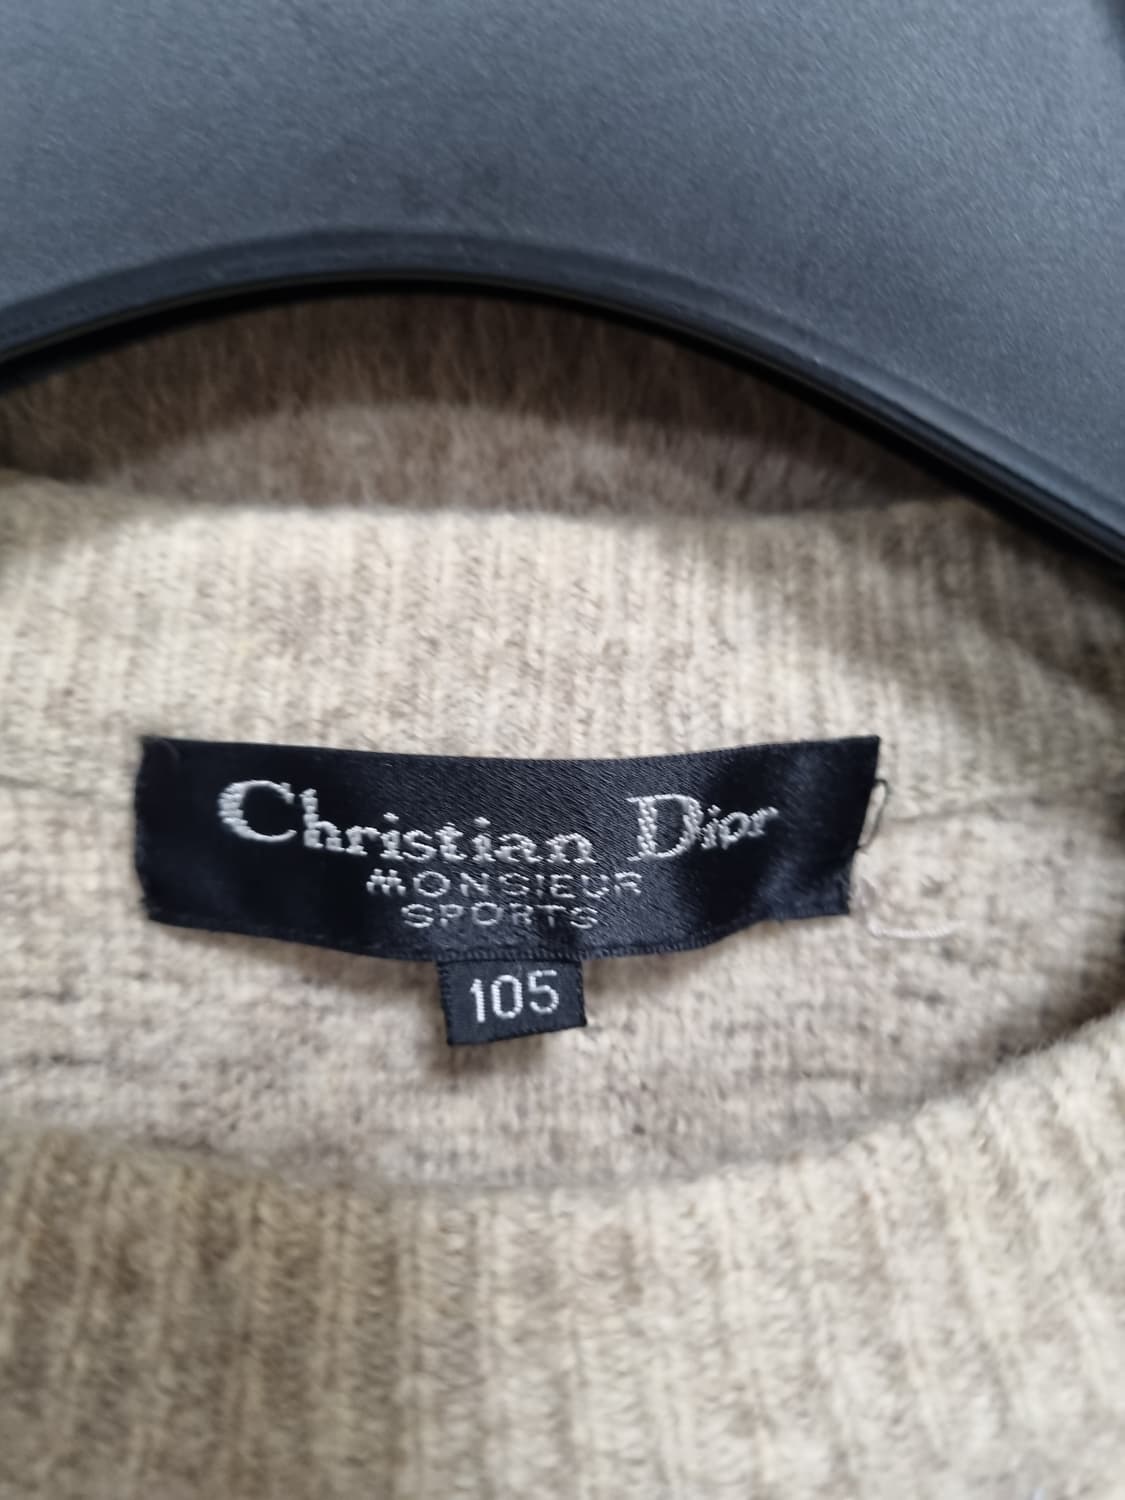 Christian Dior
MONSIEUR
SPORTS
105